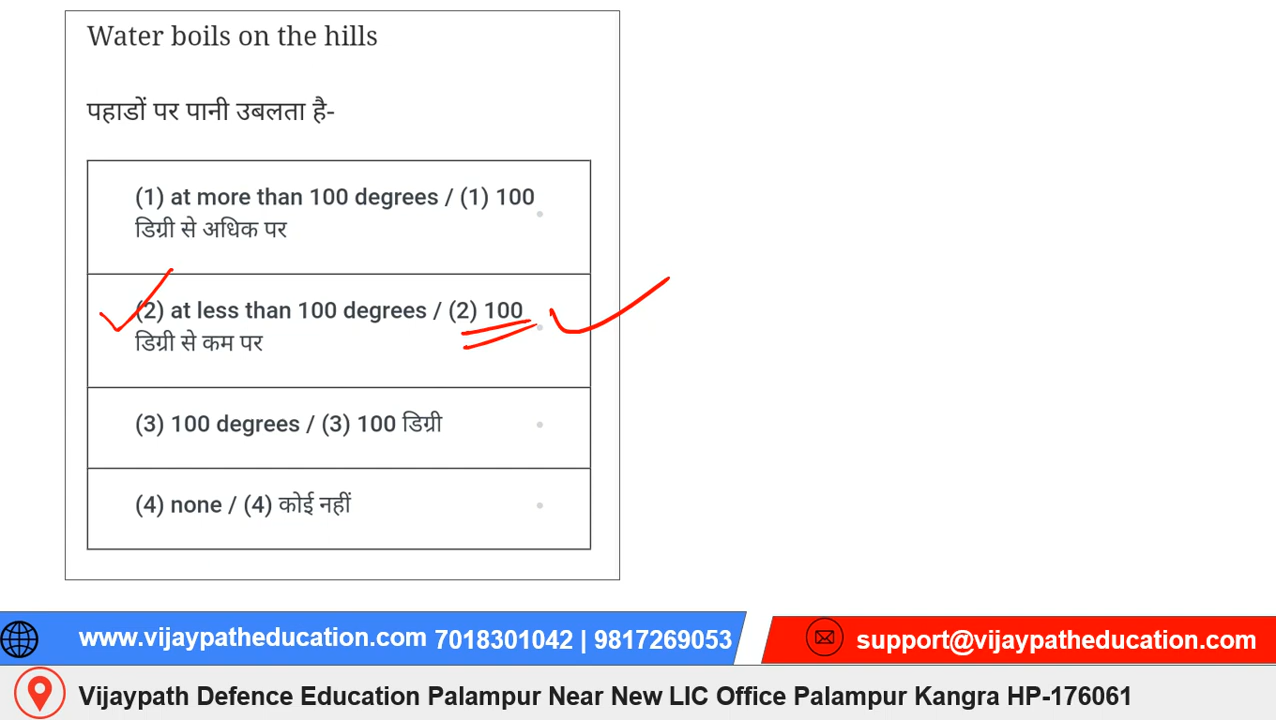 Water boils on the hills
पहाडों पर पानी उबलता है-
(1) at more than 100 degrees / (1) 100
डिग्री से अधिक पर
(2) at less than 100 degrees / (2) 100
डिग्री से कम पर
(3) 100 degrees / (3) 100 डिग्री
(4) none / (4) कोई नहीं
www.vijaypatheducation.com 7018301042 | 9817269053
support@vijaypatheducation.com
Vijaypath Defence Education Palampur Near New LIC Office Palampur Kangra HP-176061